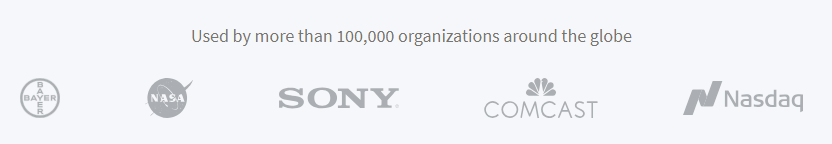 Used by more than 100,000 organizations around the globe
BAYER
BAYER
NASA
SONY
COMCAST
Nasdaq